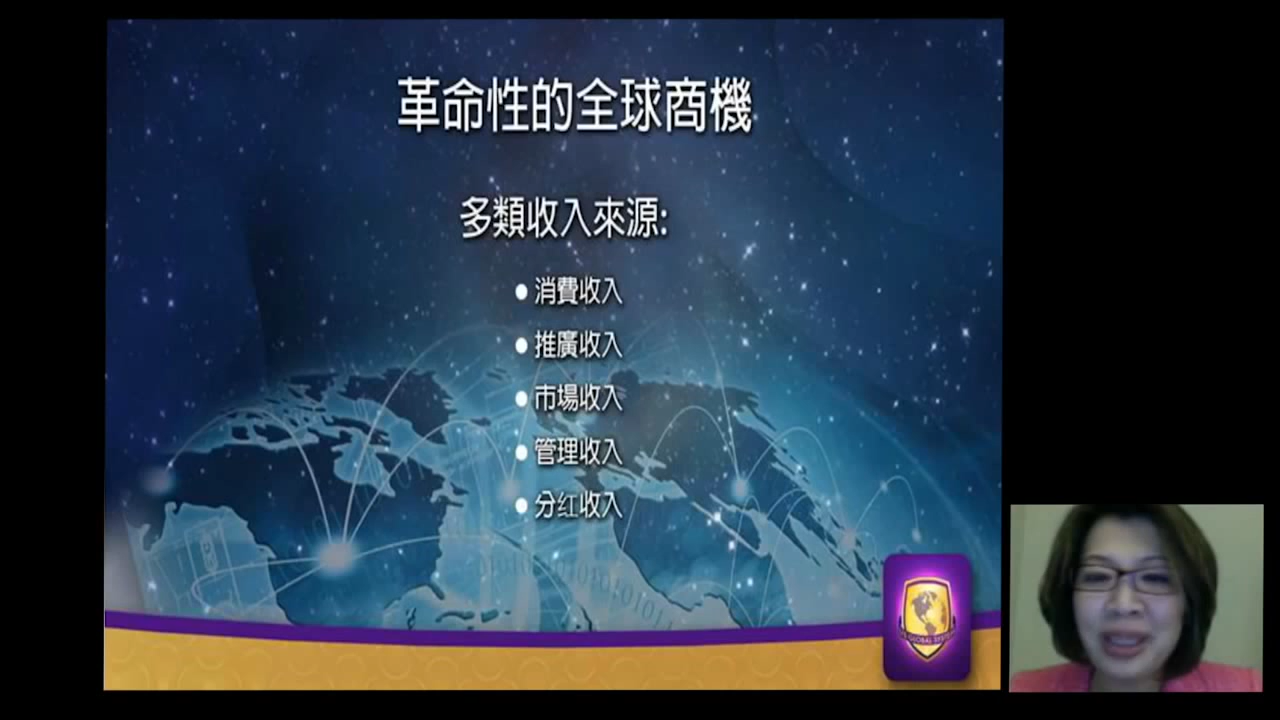 革命性的全球商機
多類收入來源:
● 消費收入
● 推廣收入
● 市場收入
● 管理收入
● 分红收入